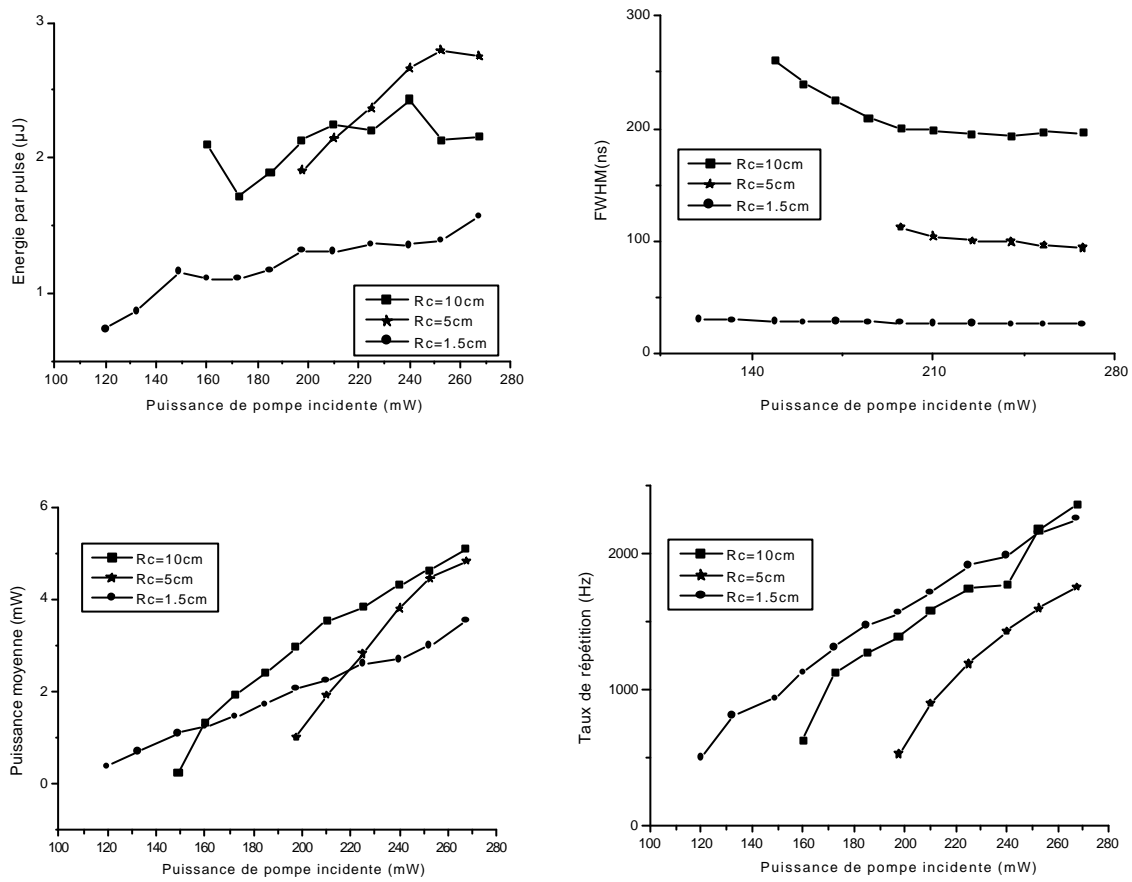 3
2
1
Energie par pulse (µJ)
Rc=10cm
Rc=5cm
Rc=1.5cm
100 120 140 160 180 200 220 240 260 280
Puissance de pompe incidente (mW)
300
200
100
0
FWHM(ns)
Rc=10cm
Rc=5cm
Rc=1.5cm
140 210 280
Puissance de pompe incidente (mW)
6
4
2
0
Puissance moyenne (mW)
Rc=10cm
Rc=5cm
Rc=1.5cm
100 120 140 160 180 200 220 240 260 280
Puissance de pompe incidente (mW)
2000
1000
0
Taux de répétition (Hz)
Rc=10cm
Rc=5cm
Rc=1.5cm
100 120 140 160 180 200 220 240 260 280
Puissance de pompe incidente (mW)